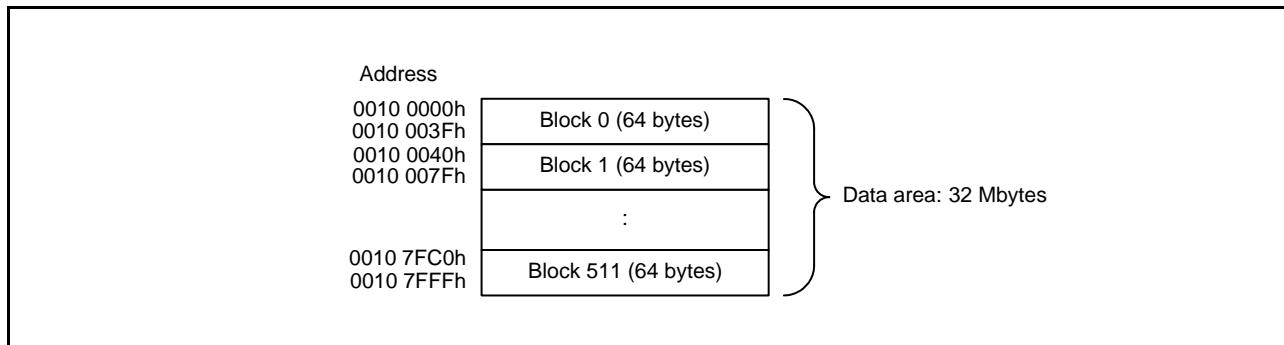 Address
0010 0000h
Block 0 (64 bytes)
0010 003Fh
0010 0040h
Block 1 (64 bytes)
0010 007Fh
Data area: 32 Mbytes
:
0010 7FC0h
Block 511 (64 bytes)
0010 7FFFh